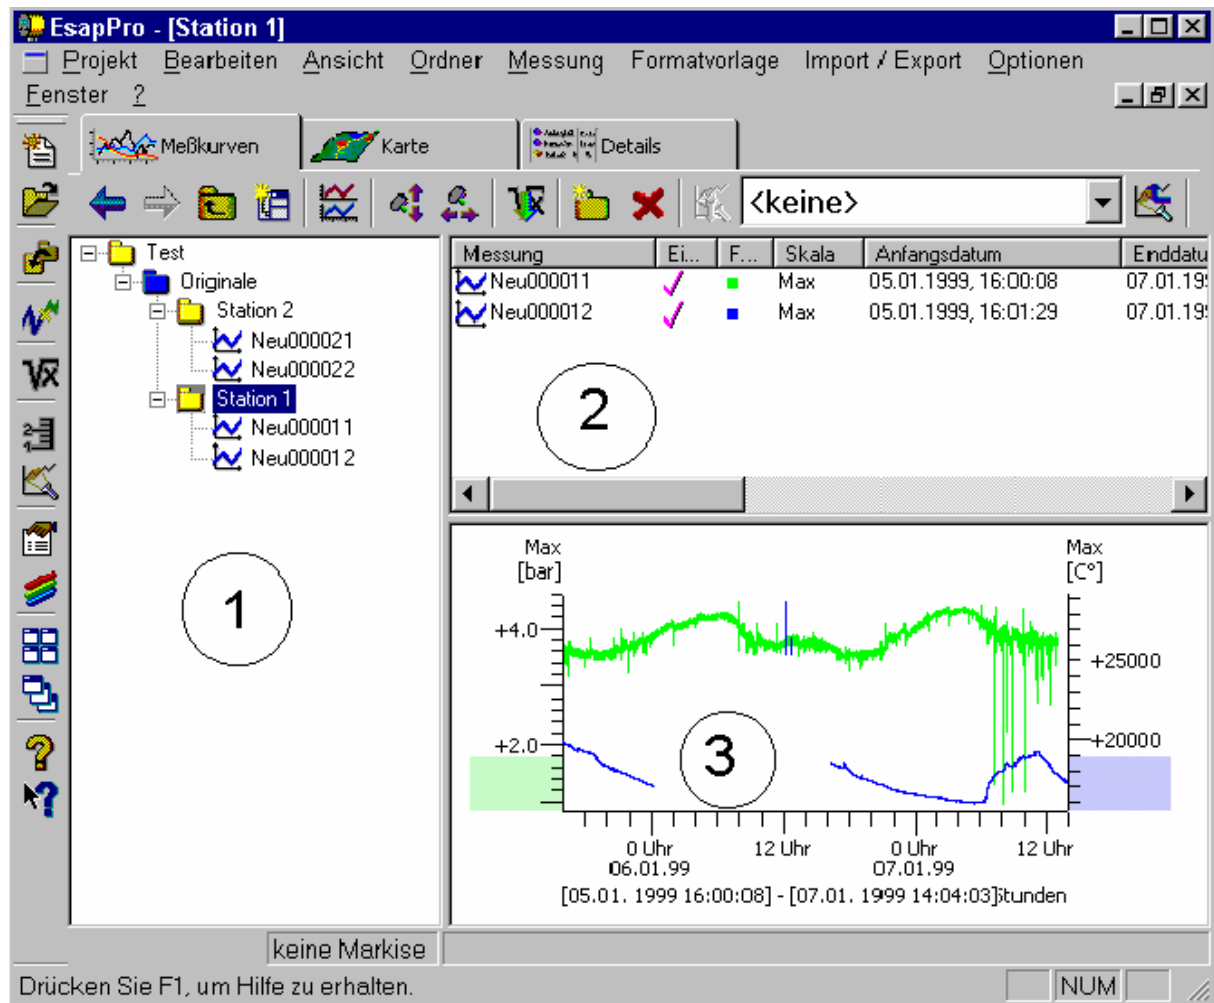 EsapPro - [Station 1]
Projekt Bearbeiten Ansicht Ordner Messung Formatvorlage Import / Export Optionen
Fenster ?
Meßkurven Karte Details
<keine>
Test
Originale
Station 2
Neu000021
Neu000022
Station 1
Neu000011
Neu000012
1
Messung Ei... F... Skala Anfangsdatum Enddatu
Neu000011 Max 05.01.1999, 16:00:08 07.01.19
Neu000012 Max 05.01.1999, 16:01:29 07.01.19
2
Max Max
[bar] [C°]
+4.0
+25000
+2.0 +20000
3
0 Uhr 12 Uhr 0 Uhr 12 Uhr
06.01.99 07.01.99
[05.01. 1999 16:00:08] - [07.01. 1999 14:04:03]Stunden
keine Markise
Drücken Sie F1, um Hilfe zu erhalten. NUM